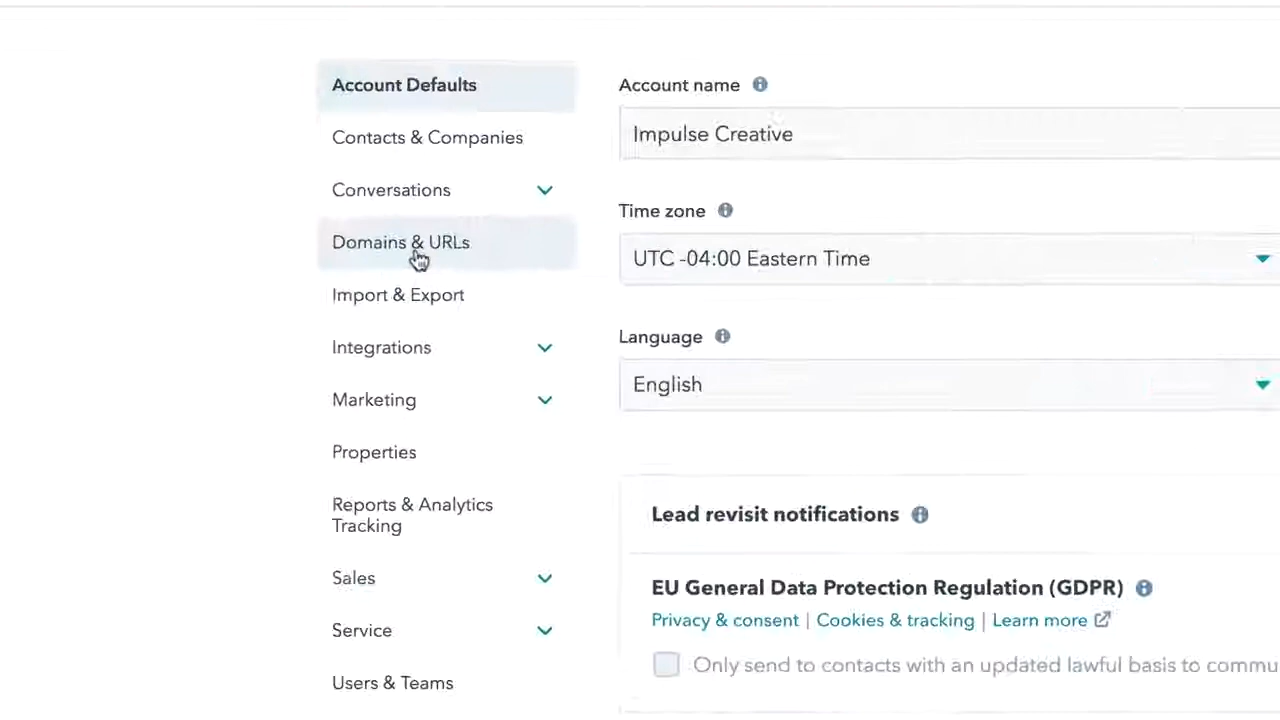 Account Defaults
Contacts & Companies
Conversations
Domains & URLs
Import & Export
Integrations
Marketing
Properties
Reports & Analytics
Tracking
Sales
Service
Users & Teams
Account name
Impulse Creative
Time zone
UTC -04:00 Eastern Time
Language
English
Lead revisit notifications
EU General Data Protection Regulation (GDPR)
Privacy & consent | Cookies & tracking | Learn more
Only send to contacts with an updated lawful basis to commu